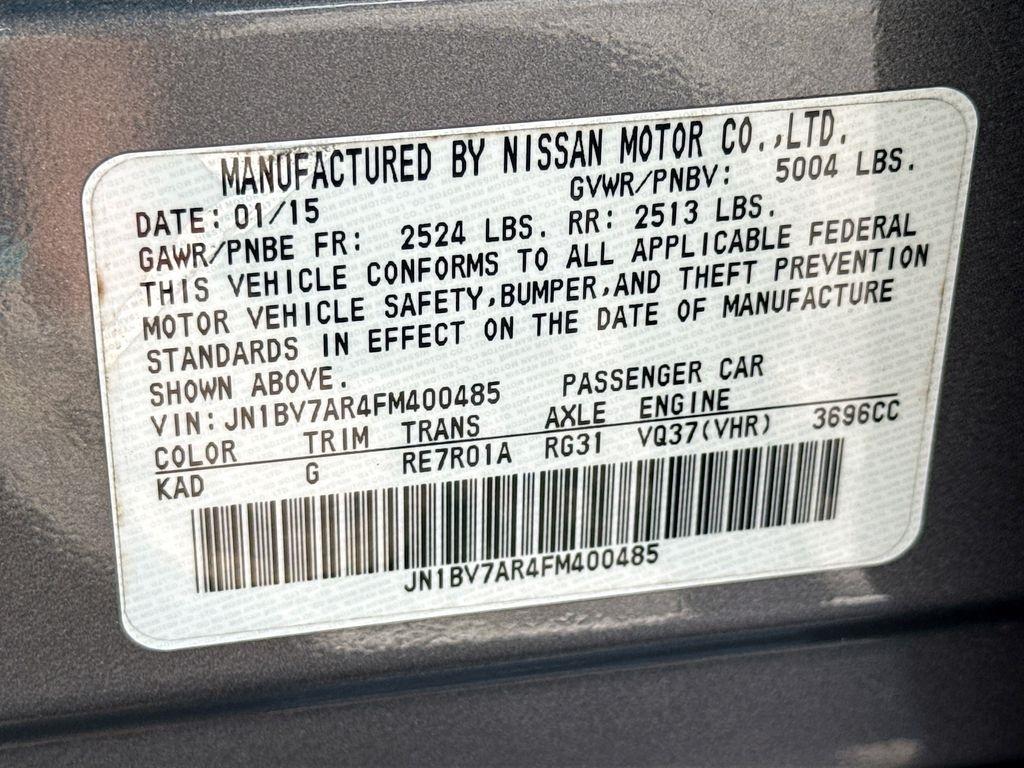 MANUFACTURED BY NISSAN MOTOR CO.,LTD.
DATE: 01/15 GVWR/PNBV: 5004 LBS.
GAWR/PNBE FR: 2524 LBS. RR: 2513 LBS.
THIS VEHICLE CONFORMS TO ALL APPLICABLE FEDERAL
MOTOR VEHICLE SAFETY,BUMPER,AND THEFT PREVENTION
STANDARDS IN EFFECT ON THE DATE OF MANUFACTURE
SHOWN ABOVE.
VIN: JN1BV7AR4FM400485 PASSENGER CAR
COLOR TRIM TRANS AXLE ENGINE
KAD G RE7R01A RG31 VQ37(VHR) 3696CC
JN1BV7AR4FM400485